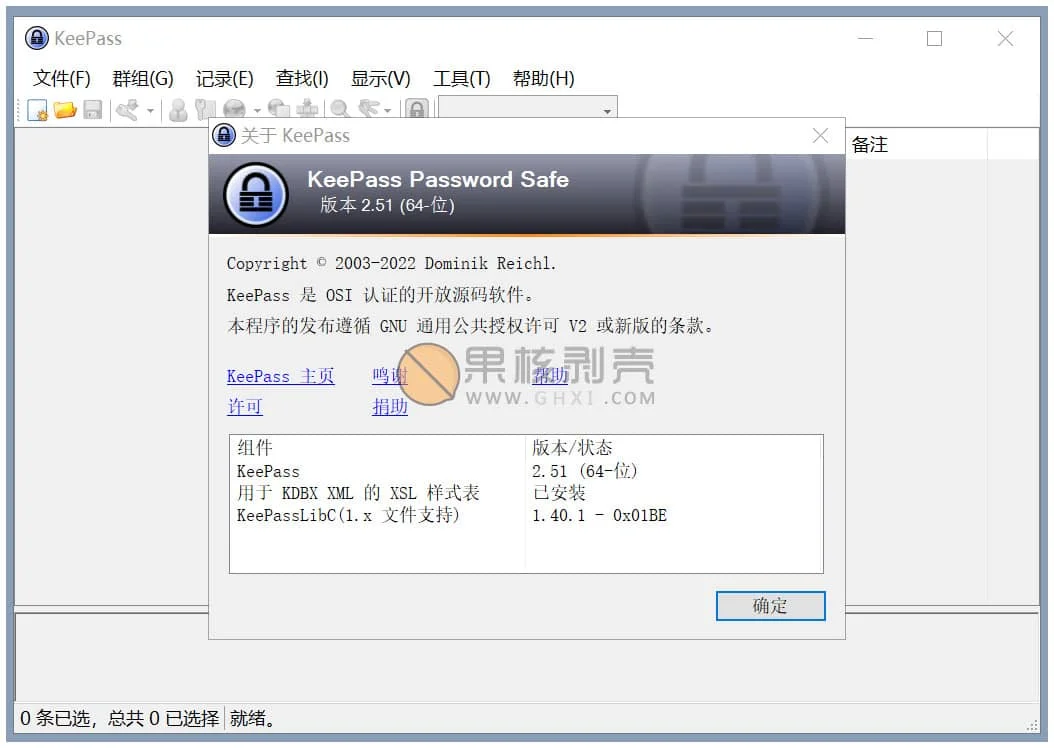 KeePass
文件(F) 群组(G) 记录(E) 查找(I) 显示(V) 工具(T) 帮助(H)
备注
关于 KeePass
KeePass Password Safe
版本 2.51 (64-位)
Copyright © 2003-2022 Dominik Reichl.
KeePass 是 OSI 认证的开放源码软件。
本程序的发布遵循 GNU 通用公共授权许可 V2 或新版的条款。
KeePass 主页 鸣谢 帮助
许可 捐助
果核剥壳
WWW.GHXI.COM
组件 版本/状态
KeePass 2.51 (64-位)
用于 KDBX XML 的 XSL 样式表 已安装
KeePassLibC(1.x 文件支持) 1.40.1 - 0x01BE
确定
0 条已选，总共 0 已选择 就绪。